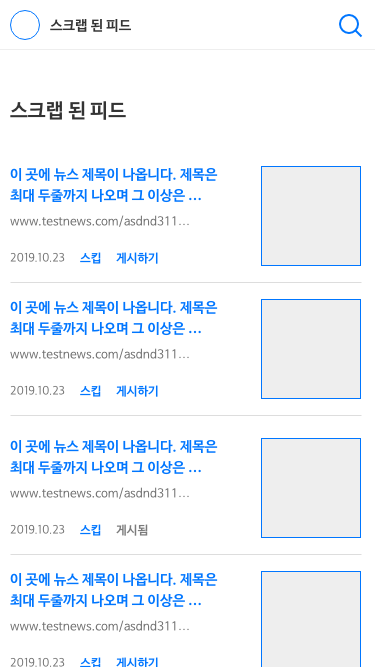 스크랩 된 피드
스크랩 된 피드
이 곳에 뉴스 제목이 나옵니다. 제목은
최대 두줄까지 나오며 그 이상은 ...
www.testnews.com/asdnd311...
2019.10.23 스킵 게시하기
이 곳에 뉴스 제목이 나옵니다. 제목은
최대 두줄까지 나오며 그 이상은 ...
www.testnews.com/asdnd311...
2019.10.23 스킵 게시하기
이 곳에 뉴스 제목이 나옵니다. 제목은
최대 두줄까지 나오며 그 이상은 ...
www.testnews.com/asdnd311...
2019.10.23 스킵 게시됨
이 곳에 뉴스 제목이 나옵니다. 제목은
최대 두줄까지 나오며 그 이상은 ...
www.testnews.com/asdnd311...
2019.10.23 스킵 게시하기